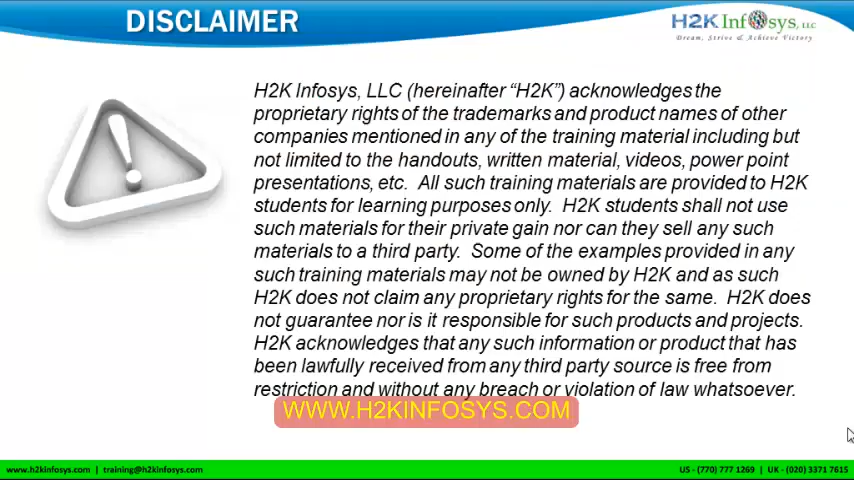 DISCLAIMER
H2K Infosys, LLC
Dream, Strive & Achieve Victory
H2K Infosys, LLC (hereinafter “H2K”) acknowledges the
proprietary rights of the trademarks and product names of other
companies mentioned in any of the training material including but
not limited to the handouts, written material, videos, power point
presentations, etc.  All such training materials are provided to H2K
students for learning purposes only.  H2K students shall not use
such materials for their private gain nor can they sell any such
materials to a third party.  Some of the examples provided in any
such training materials may not be owned by H2K and as such
H2K does not claim any proprietary rights for the same.  H2K does
not guarantee nor is it responsible for such products and projects.
H2K acknowledges that any such information or product that has
been lawfully received from any third party source is free from
restriction and without any breach or violation of law whatsoever.
WWW.H2KINFOSYS.COM
www.h2kinfosys.com | training@h2kinfosys.com
US - (770) 777 1269 | UK - (020) 3371 7615